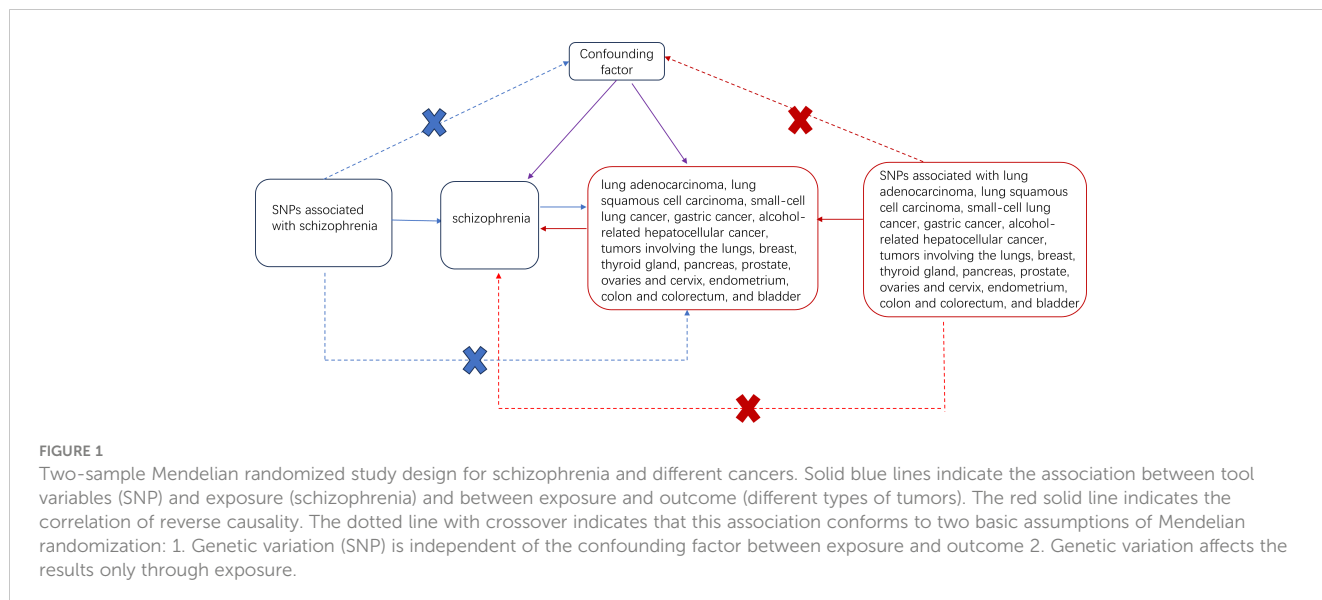 Confounding
factor
SNPs associated
with schizophrenia
schizophrenia
lung adenocarcinoma, lung
squamous cell carcinoma, small-cell
lung cancer, gastric cancer, alcohol-
related hepatocellular cancer,
tumors involving the lungs, breast,
thyroid gland, pancreas, prostate,
ovaries and cervix, endometrium,
colon and colorectum, and bladder
SNPs associated with lung
adenocarcinoma, lung squamous
cell carcinoma, small-cell lung
cancer, gastric cancer, alcohol-
related hepatocellular cancer,
tumors involving the lungs, breast,
thyroid gland, pancreas, prostate,
ovaries and cervix, endometrium,
colon and colorectum, and bladder
FIGURE 1
Two-sample Mendelian randomized study design for schizophrenia and different cancers. Solid blue lines indicate the association between tool
variables (SNP) and exposure (schizophrenia) and between exposure and outcome (different types of tumors). The red solid line indicates the
correlation of reverse causality. The dotted line with crossover indicates that this association conforms to two basic assumptions of Mendelian
randomization: 1. Genetic variation (SNP) is independent of the confounding factor between exposure and outcome 2. Genetic variation affects the
results only through exposure.